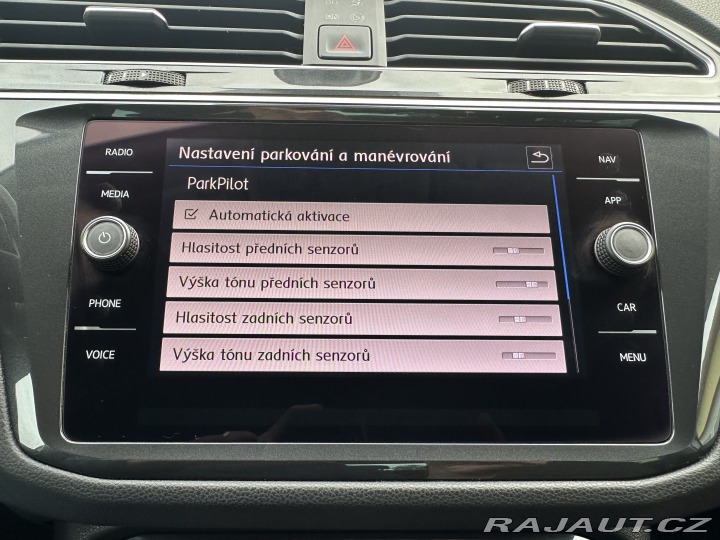 RADIO
MEDIA
PHONE
VOICE
Nastavení parkování a manévrování
ParkPilot
Automatická aktivace
Hlasitost předních senzorů
Výška tónu předních senzorů
Hlasitost zadních senzorů
Výška tónu zadních senzorů
NAV
APP
CAR
MENU
RAJAUT.CZ